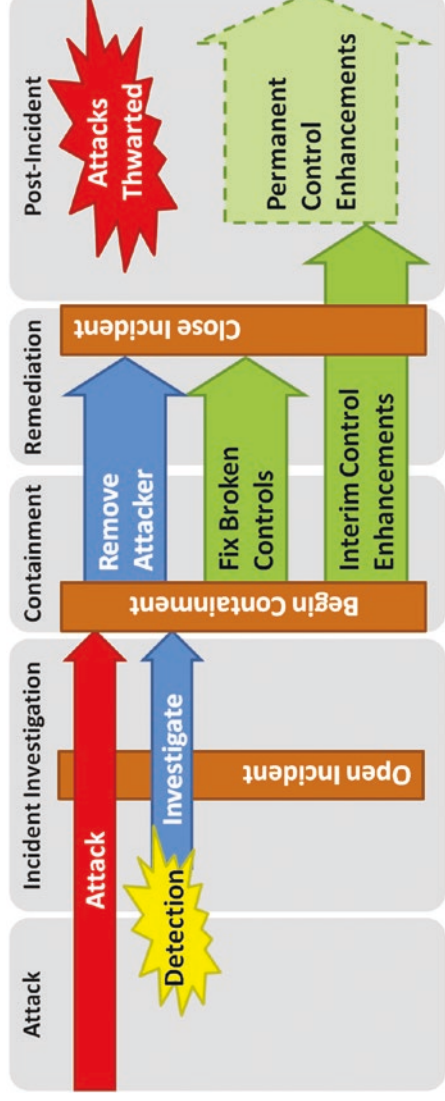 Attack
Incident Investigation
Containment
Remediation
Post-Incident
Attack
Detection
Investigate
Open Incident
Begin Containment
Remove
Attacker
Fix Broken
Controls
Interim Control
Enhancements
Close Incident
Attacks
Thwarted
Permanent
Control
Enhancements